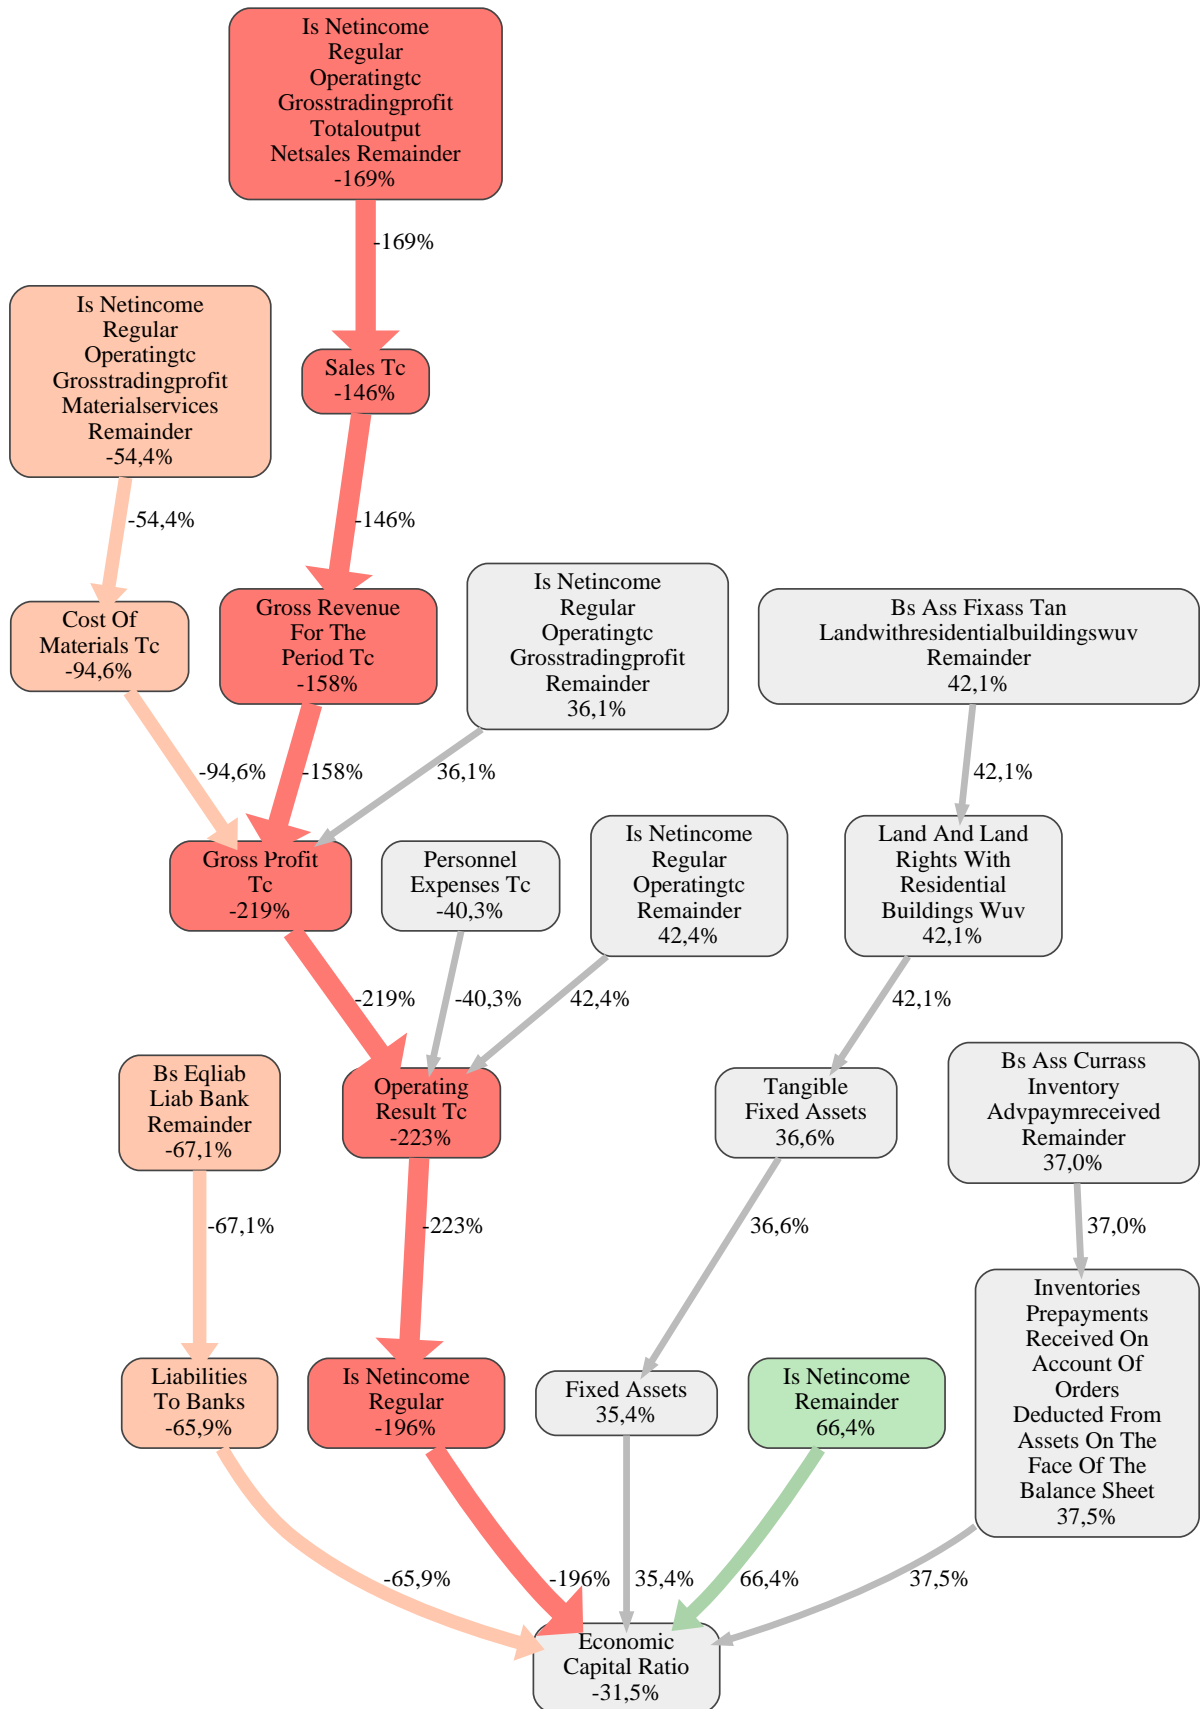 Is Netincome
Regular
Operatingtc
Grosstradingprofit
Totaloutput
Netsales Remainder
-169%
-169%
Is Netincome
Regular
Operatingtc
Grosstradingprofit
Materialservices
Remainder
-54,4%
Sales Tc
-146%
-54,4%
-146%
Cost Of
Materials Tc
-94,6%
Gross Revenue
For The
Period Tc
-158%
Is Netincome
Regular
Operatingtc
Grosstradingprofit
Remainder
36,1%
Bs Ass Fixass Tan
Landwithresidentialbuildingswuv
Remainder
42,1%
-94,6%
-158%
36,1%
42,1%
Gross Profit
Tc
-219%
Personnel
Expenses Tc
-40,3%
Is Netincome
Regular
Operatingtc
Remainder
42,4%
Land And Land
Rights With
Residential
Buildings Wuv
42,1%
-219%
-40,3%
42,4%
42,1%
Bs Eqliab
Liab Bank
Remainder
-67,1%
Operating
Result Tc
-223%
Tangible
Fixed Assets
36,6%
Bs Ass Currass
Inventory
Advpaymreceived
Remainder
37,0%
-67,1%
-223%
36,6%
37,0%
Liabilities
To Banks
-65,9%
Is Netincome
Regular
-196%
Fixed Assets
35,4%
Is Netincome
Remainder
66,4%
Inventories
Prepayments
Received On
Account Of
Orders
Deducted From
Assets On The
Face Of The
Balance Sheet
37,5%
-65,9%
-196%
35,4%
66,4%
37,5%
Economic
Capital Ratio
-31,5%